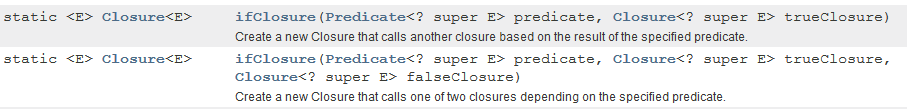 static <E> Closure<E> ifClosure(Predicate<? super E> predicate, Closure<? super E> trueClosure)
Create a new Closure that calls another closure based on the result of the specified predicate.
static <E> Closure<E> ifClosure(Predicate<? super E> predicate, Closure<? super E> trueClosure,
Closure<? super E> falseClosure)
Create a new Closure that calls one of two closures depending on the specified predicate.